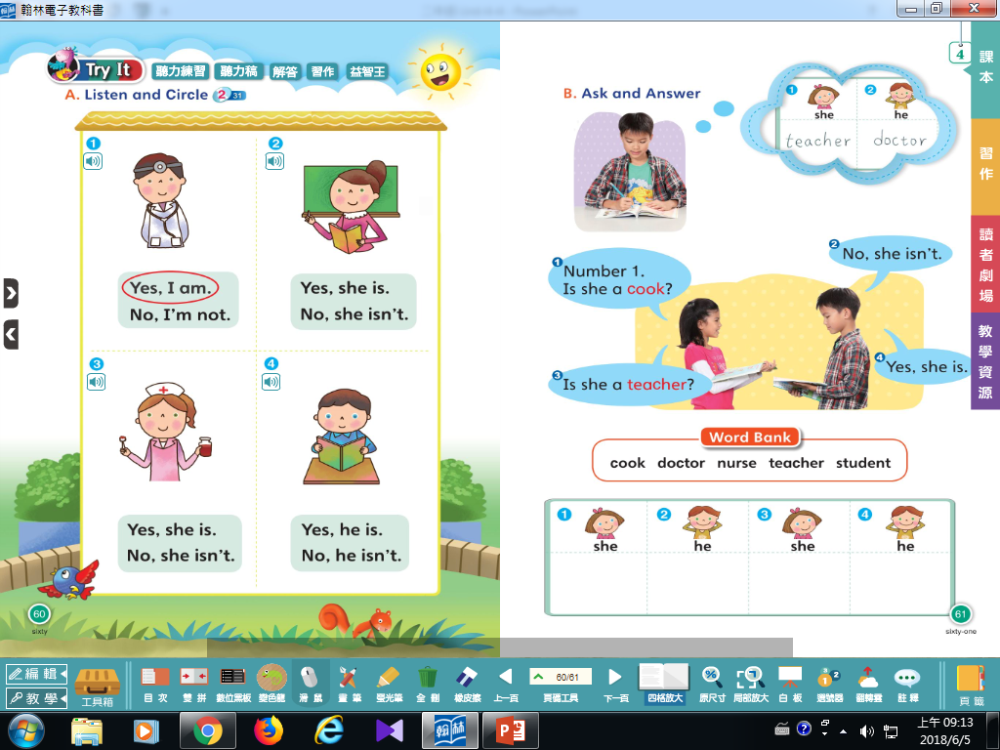 翰林電子教科書
Try It
聽力練習
聽力稿
解答
習作
益智王
A. Listen and Circle 2 31
1
Yes, I am.
No, I'm not.
2
Yes, she is.
No, she isn't.
3
Yes, she is.
No, she isn't.
4
Yes, he is.
No, he isn't.
60
sixty
4
B. Ask and Answer
1
she
teacher
2
he
doctor
1
Number 1.
Is she a cook?
2
No, she isn't.
3
Is she a teacher?
4
Yes, she is.
Word Bank
cook doctor nurse teacher student
1
she
2
he
3
she
4
he
61
sixty-one
課本
習作
讀者劇場
教學資源
編輯
教學
工具箱
目次
雙拼
數位黑板
變色龍
滑鼠
畫筆
螢光筆
全刪
橡皮擦
上一頁
60/61
頁碼工具
下一頁
四格放大
原尺寸
局部放大
白板
選號器
翻轉雲
註釋
頁籤
翰林
上午 09:13
2018/6/5